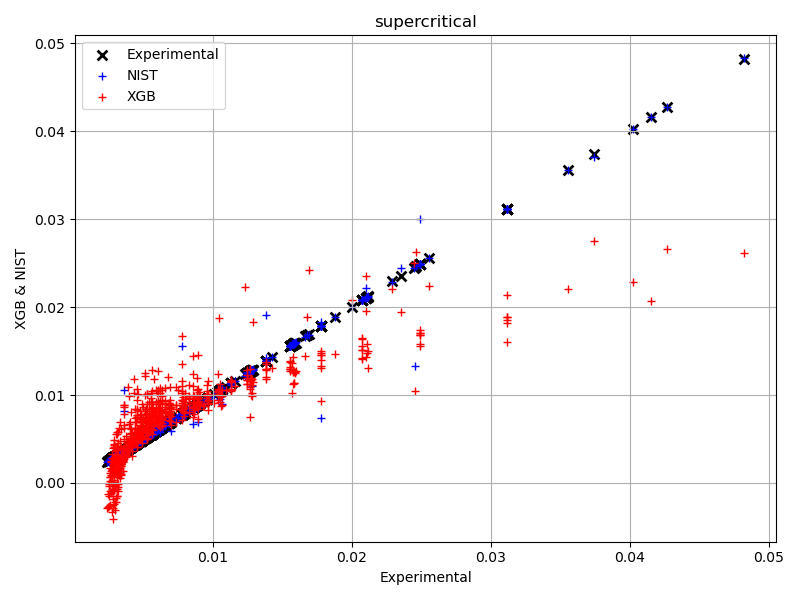 supercritical
Experimental
NIST
XGB
0.05
0.04
0.03
0.02
0.01
0.00
XGB & NIST
0.01 0.02 0.03 0.04 0.05
Experimental